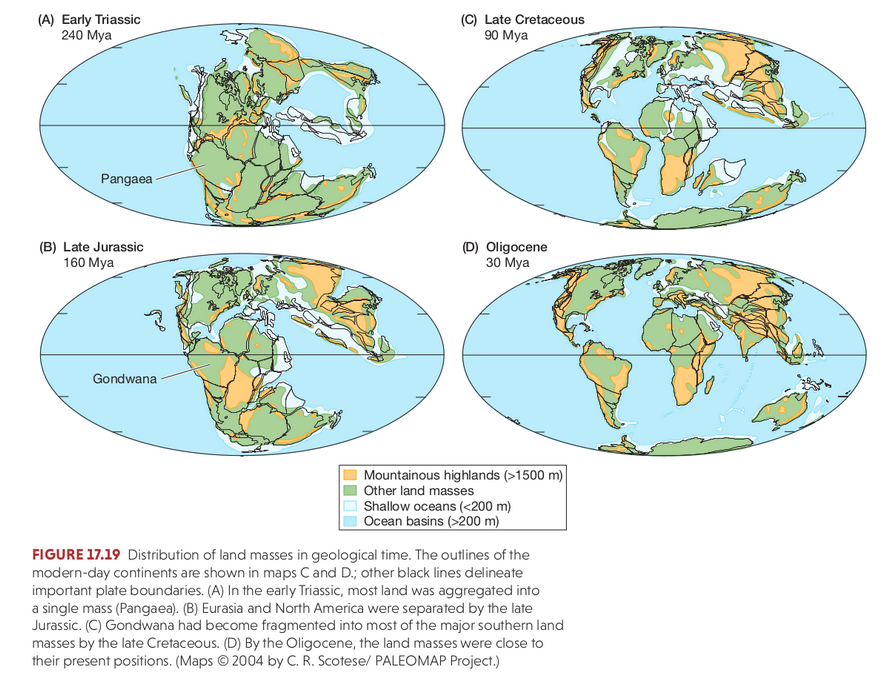 (A) Early Triassic
240 Mya
Pangaea
(B) Late Jurassic
160 Mya
Gondwana
(C) Late Cretaceous
90 Mya
(D) Oligocene
30 Mya
Mountainous highlands (>1500 m)
Other land masses
Shallow oceans (<200 m)
Ocean basins (>200 m)
FIGURE 17.19 Distribution of land masses in geological time. The outlines of the
modern-day continents are shown in maps C and D.; other black lines delineate
important plate boundaries. (A) In the early Triassic, most land was aggregated into
a single mass (Pangaea). (B) Eurasia and North America were separated by the late
Jurassic. (C) Gondwana had become fragmented into most of the major southern land
masses by the late Cretaceous. (D) By the Oligocene, the land masses were close to
their present positions. (Maps © 2004 by C. R. Scotese/ PALEOMAP Project.)